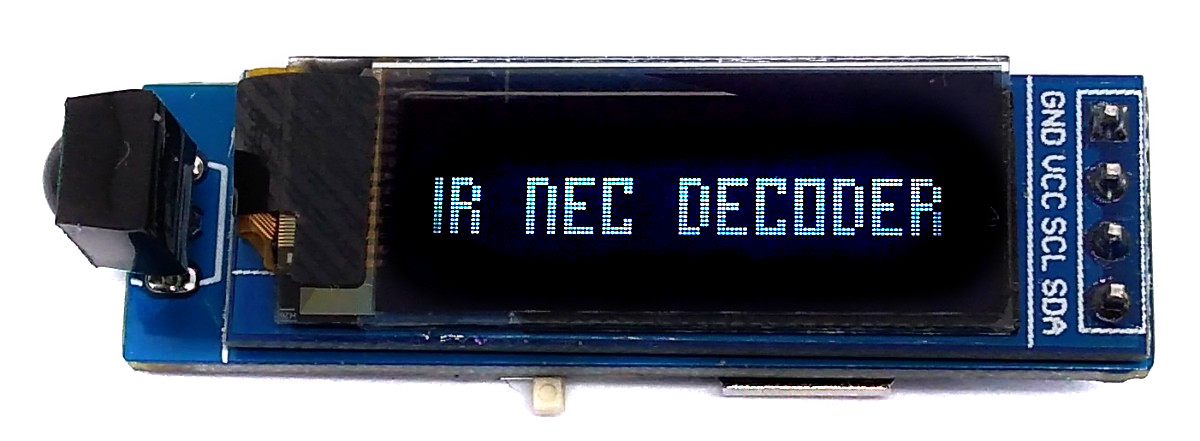 IR NEC DECODER
GND VCC SCL SDA